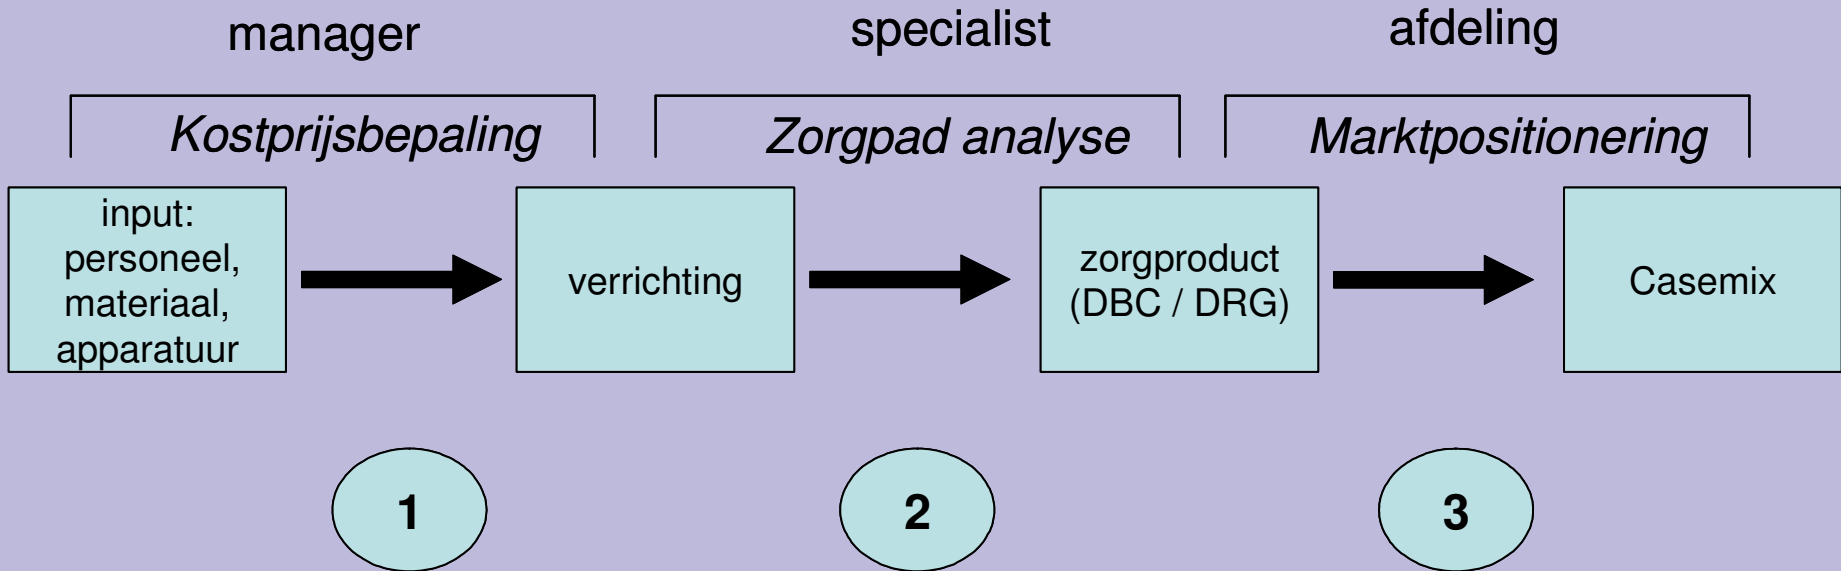 manager
specialist
afdeling
Kostprijsbepaling
Zorgpad analyse
Marktpositionering
input:
personeel,
materiaal,
apparatuur
verrichting
zorgproduct
(DBC / DRG)
Casemix
1
2
3